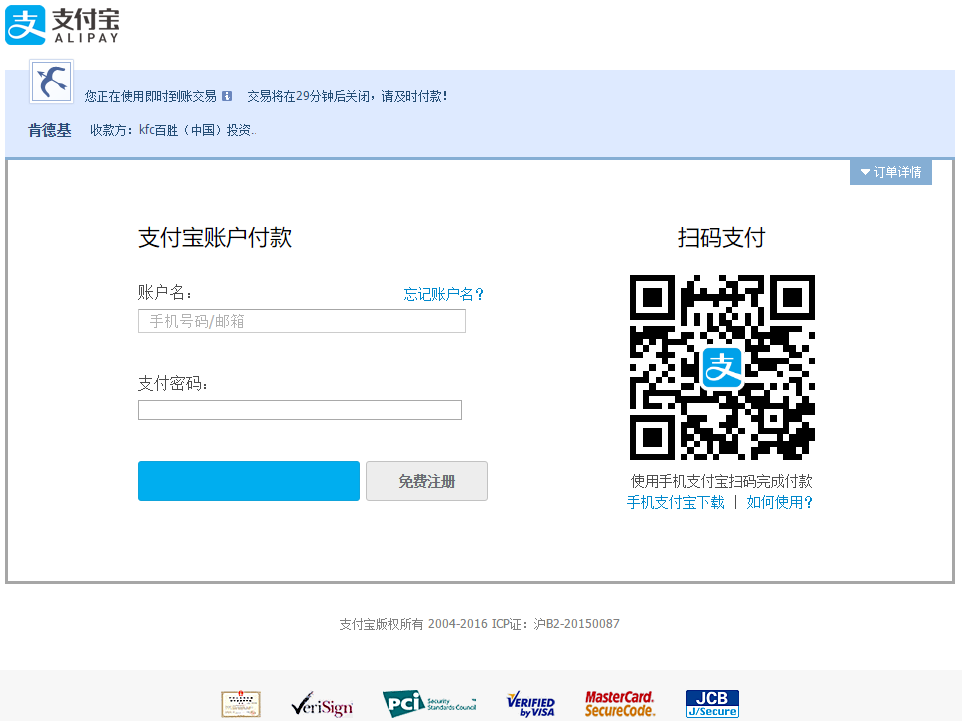 支付宝
ALIPAY
您正在使用即时到账交易 交易将在29分钟后关闭，请及时付款！
肯德基 收款方：kfc百胜（中国）投资..
订单详情
支付宝账户付款
扫码支付
账户名：
忘记账户名？
手机号码/邮箱
支
支付密码：
免费注册
使用手机支付宝扫码完成付款
手机支付宝下载 | 如何使用？
支付宝版权所有 2004-2016 ICP证：沪B2-20150087
VeriSign
PCi Security Standards Council
VERIFIED by VISA
MasterCard. SecureCode.
JCB J/Secure